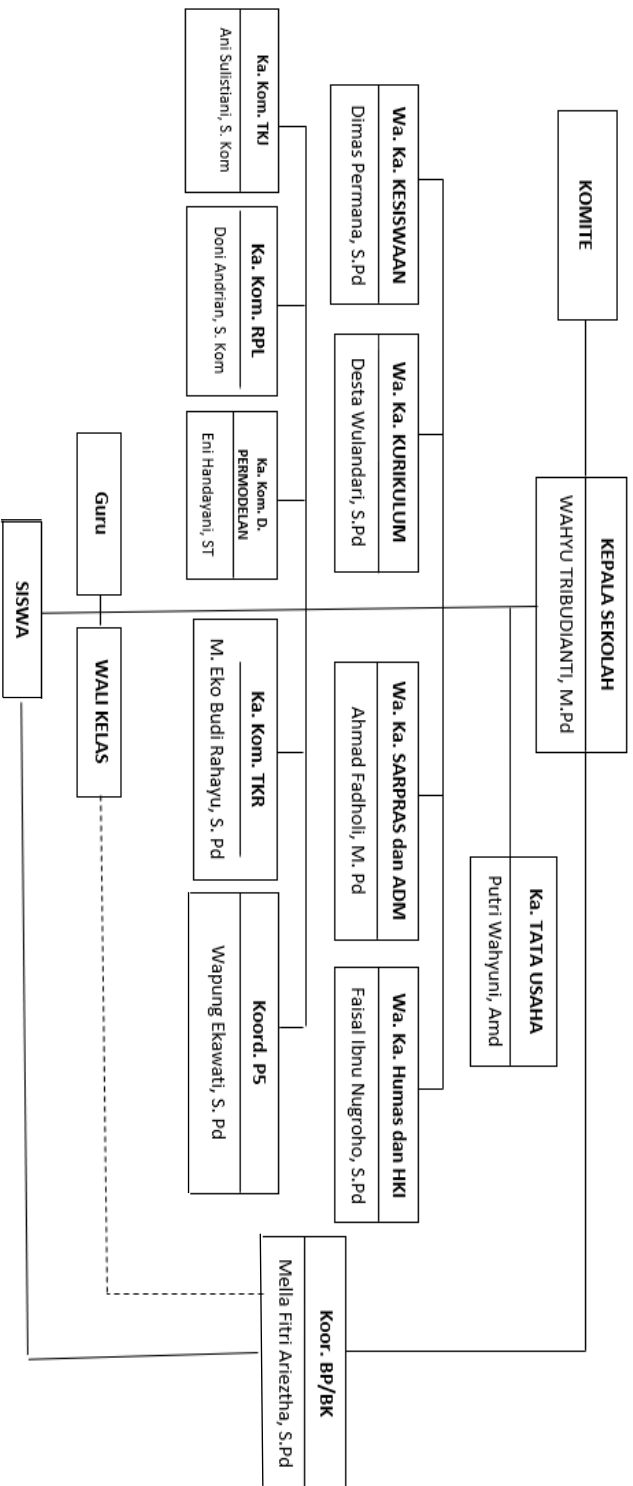 KOMITE
KEPALA SEKOLAH
WAHYU TRIBUDIANTI, M.Pd
Ka. TATA USAHA
Putri Wahyuni, Amd
Wa. Ka. KESISWAAN
Dimas Permana, S.Pd
Wa. Ka. KURIKULUM
Desta Wulandari, S.Pd
Wa. Ka. SARPRAS dan ADM
Ahmad Fadholi, M. Pd
Wa. Ka. Humas dan HKI
Faisal Ibnu Nugroho, S.Pd
Koor. BP/BK
Mella Fitri Arieztha, S.Pd
Ka. Kom. TKJ
Ani Sulistiani, S. Kom
Ka. Kom. RPL
Doni Andrian, S. Kom
Ka. Kom. D.
PERMODELAN
Eni Handayani, ST
Ka. Kom. TKR
M. Eko Budi Rahayu, S. Pd
Koord. P5
Wapung Ekawati, S. Pd
Guru
WALI KELAS
SISWA